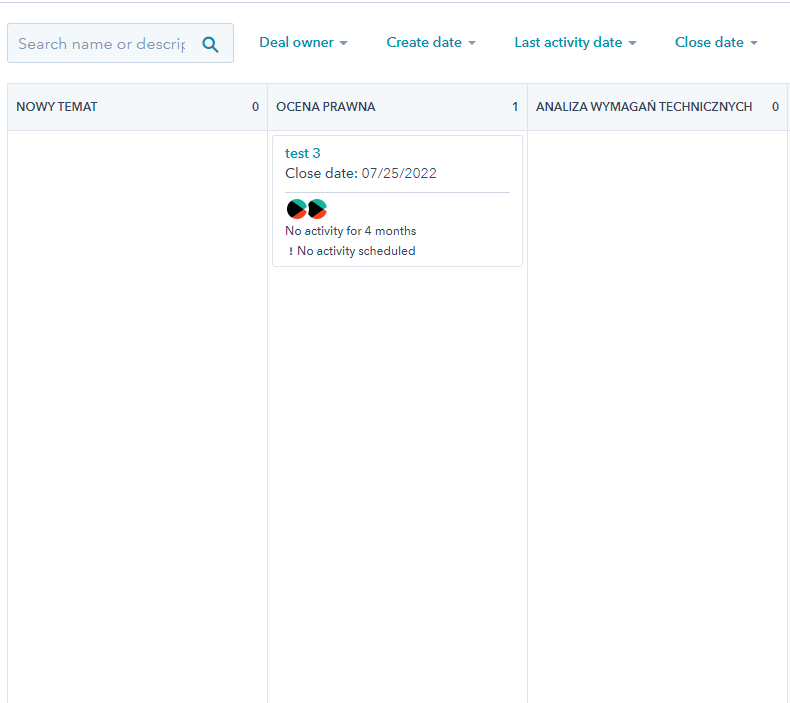 Search name or descrip
Deal owner
Create date
Last activity date
Close date
NOWY TEMAT 0
OCENA PRAWNA 1
ANALIZA WYMAGAŃ TECHNICZNYCH 0
test 3
Close date: 07/25/2022
No activity for 4 months
! No activity scheduled